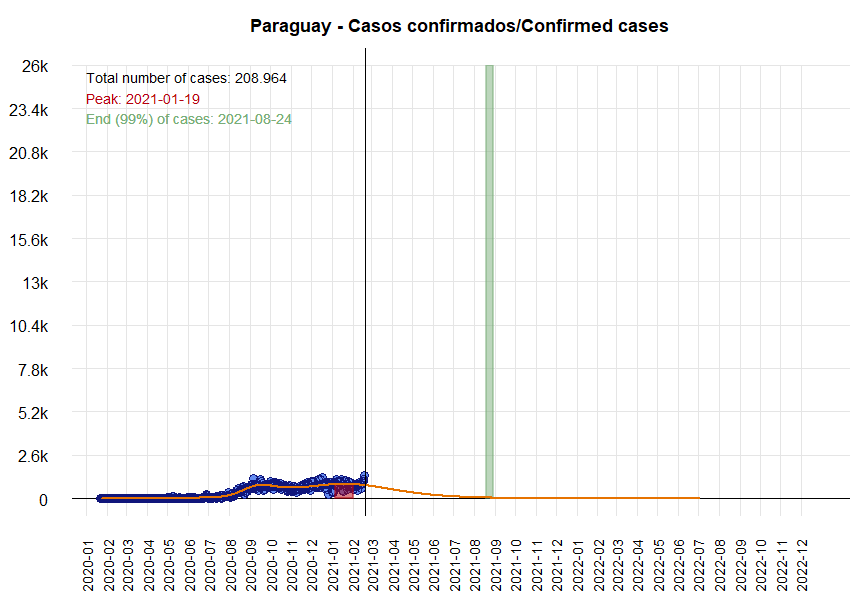 Paraguay - Casos confirmados/Confirmed cases
26k
23.4k
20.8k
18.2k
15.6k
13k
10.4k
7.8k
5.2k
2.6k
0
Total number of cases: 208.964
Peak: 2021-01-19
End (99%) of cases: 2021-08-24
2020-01
2020-02
2020-03
2020-04
2020-05
2020-06
2020-07
2020-08
2020-09
2020-10
2020-11
2020-12
2021-01
2021-02
2021-03
2021-04
2021-05
2021-06
2021-07
2021-08
2021-09
2021-10
2021-11
2021-12
2022-01
2022-02
2022-03
2022-04
2022-05
2022-06
2022-07
2022-08
2022-09
2022-10
2022-11
2022-12